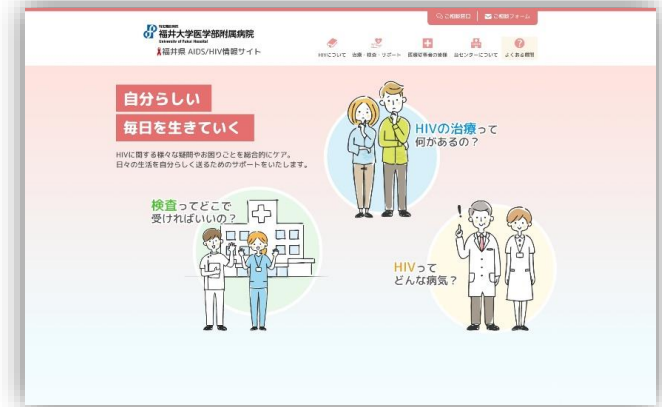 ご相談窓口
ご相談フォーム
福井大学医学部附属病院
University of Fukui Hospital
福井県 AIDS/HIV情報サイト
HIVについて
治療・検査・サポート
医療従事者の皆様
当センターについて
よくある質問
自分らしい
毎日を生きていく
HIVに関する様々な疑問やお困りごとを総合的にケア。
日々の生活を自分らしく送るためのサポートをいたします。
HIVの治療って
何があるの？
検査ってどこで
受ければいいの？
HIVって
どんな病気？